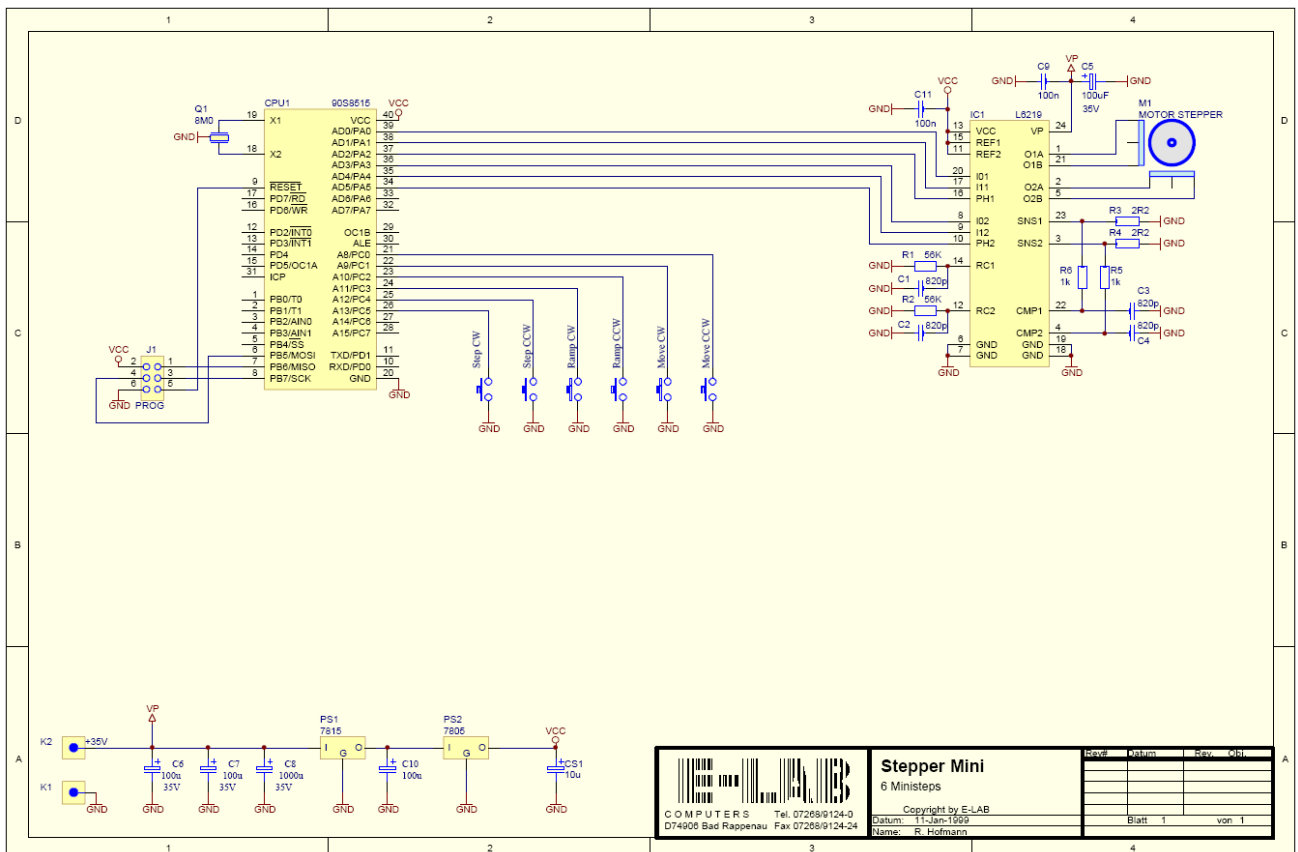 1 2 3 4
D D
C C
B B
A A
1 2 3 4
Q1
8M0
GND
CPU1 90S8515
19 X1
18 X2
9 RESET
17 PD7/RD
16 PD6/WR
12 PD2/INT0
13 PD3/INT1
14 PD4
15 PD5/OC1A
31 ICP
1 PB0/T0
2 PB1/T1
3 PB2/AIN0
4 PB3/AIN1
5 PB4/SS
6 PB5/MOSI
7 PB6/MISO
8 PB7/SCK
VCC
VCC 40
AD0/PA0 39
AD1/PA1 38
AD2/PA2 37
AD3/PA3 36
AD4/PA4 35
AD5/PA5 34
AD6/PA6 33
AD7/PA7 32
OC1B 29
ALE 30
A8/PC0 21
A9/PC1 22
A10/PC2 23
A11/PC3 24
A12/PC4 25
A13/PC5 26
A14/PC6 27
A15/PC7 28
TXD/PD1 11
RXD/PD0 10
GND 20
GND
VCC
J1
2 1
4 3
6 5
GND
PROG
Step CW
Step CCW
Ramp CW
Ramp CCW
Move CW
Move CCW
GND GND GND GND GND GND
VCC
C11
GND
100n
VP
C9 C5
GND GND
100n 100uF
35V
M1
MOTOR STEPPER
IC1 L6219
13 VCC
15 REF1
11 REF2
20 I01
17 I11
16 PH1
8 I02
9 I12
10 PH2
14 RC1
12 RC2
6 GND
7 GND
VP 24
O1A 1
O1B 21
O2A 2
O2B 5
SNS1 23
SNS2 3
CMP1 22
CMP2 4
GND 19
GND 18
R1 56K
GND
C1 820p
GND
R2 56K
GND
C2 820p
GND
GND
GND
R3 2R2
GND
R4 2R2
GND
R6
1k
R5
1k
C3
820p
GND
820p
C4
GND
K2
+35V
K1
GND
VP
C6
100u
35V
GND
C7
100u
35V
GND
C8
1000u
35V
GND
PS1
7815
I O
G
GND
C10
100u
GND
PS2
7805
I O
G
GND
VCC
CS1
10u
GND
E-LAB
COMPUTERS Tel. 07268/9124-0
D74906 Bad Rappenau Fax 07268/9124-24
Stepper Mini
6 Ministeps
Copyright by E-LAB
Datum: 11-Jan-1999
Name: R. Hofmann
Rev# Datum Rev. Obj.
Blatt 1 von 1